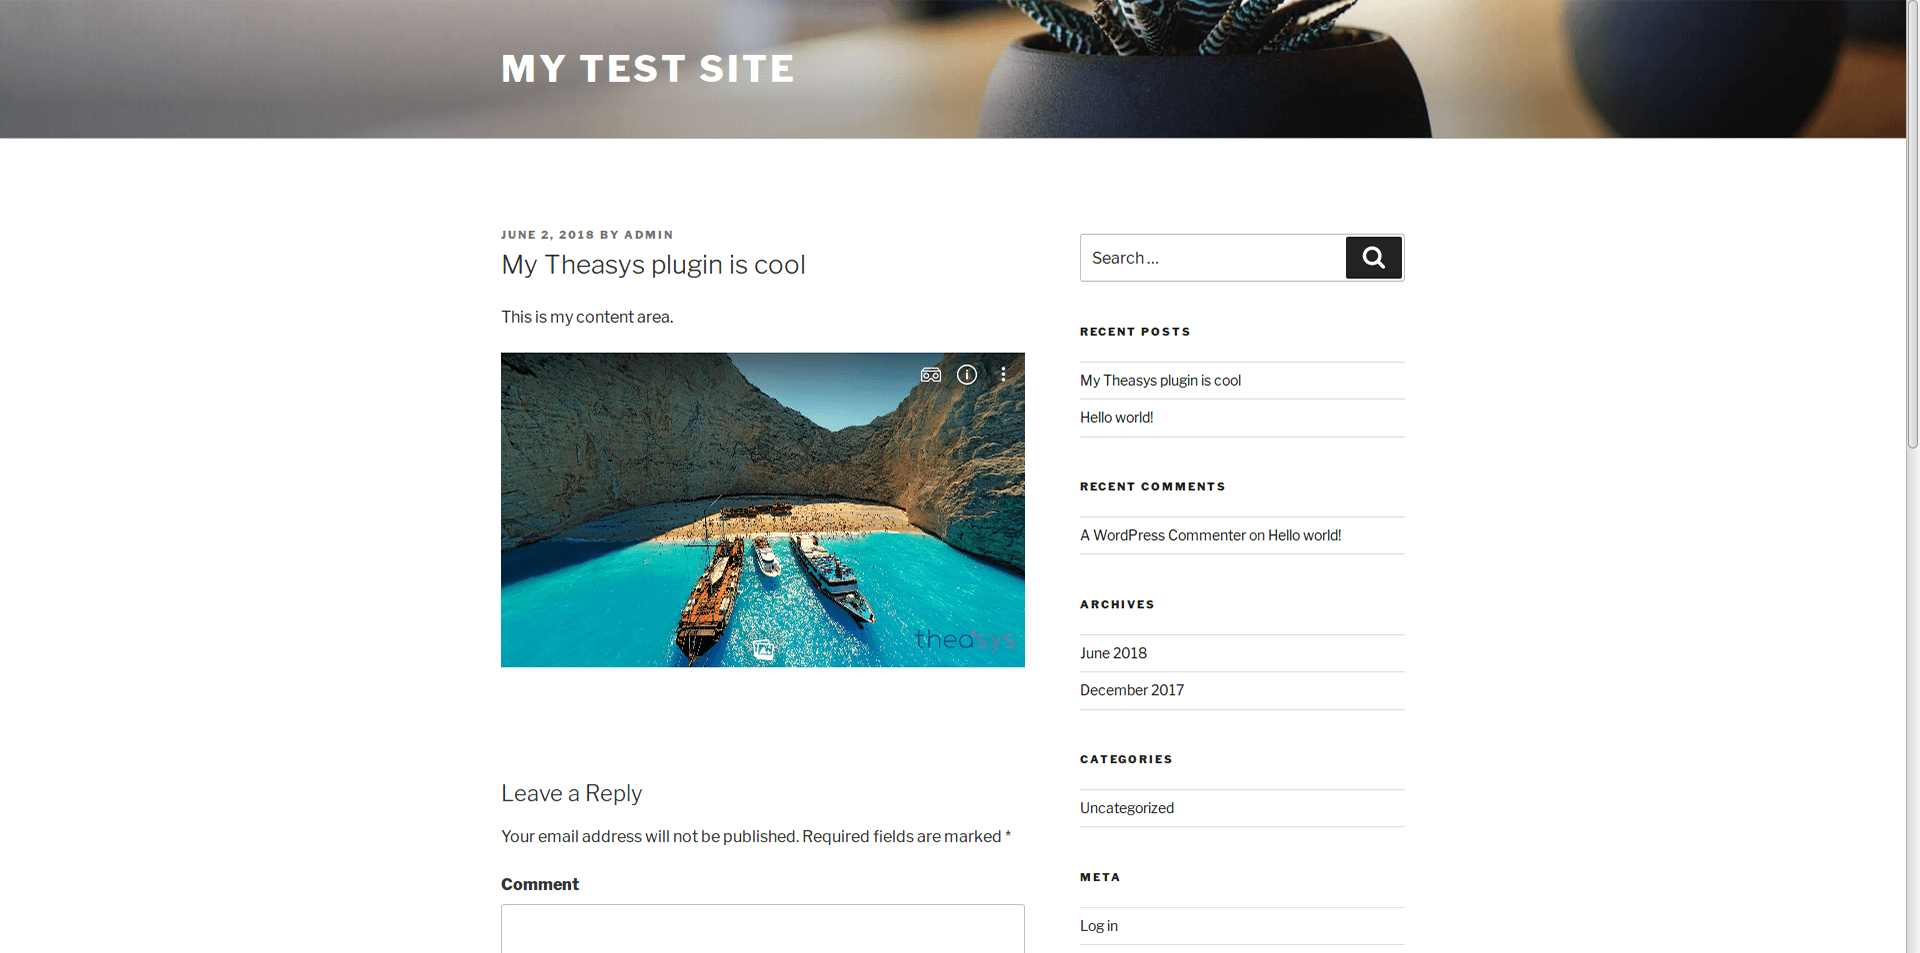 MY TEST SITE
JUNE 2, 2018 BY ADMIN
My Theasys plugin is cool
This is my content area.
theasys
Leave a Reply
Your email address will not be published. Required fields are marked *
Comment
Search …
RECENT POSTS
My Theasys plugin is cool
Hello world!
RECENT COMMENTS
A WordPress Commenter on Hello world!
ARCHIVES
June 2018
December 2017
CATEGORIES
Uncategorized
META
Log in